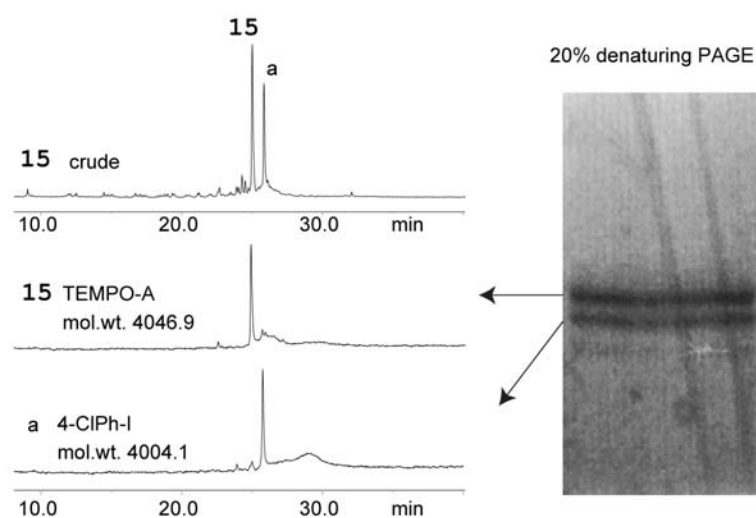 15
a
20% denaturing PAGE
15 crude
10.0 20.0 30.0 min
15 TEMPO-A
mol.wt. 4046.9
a 4-ClPh-I
mol.wt. 4004.1
10.0 20.0 30.0 min